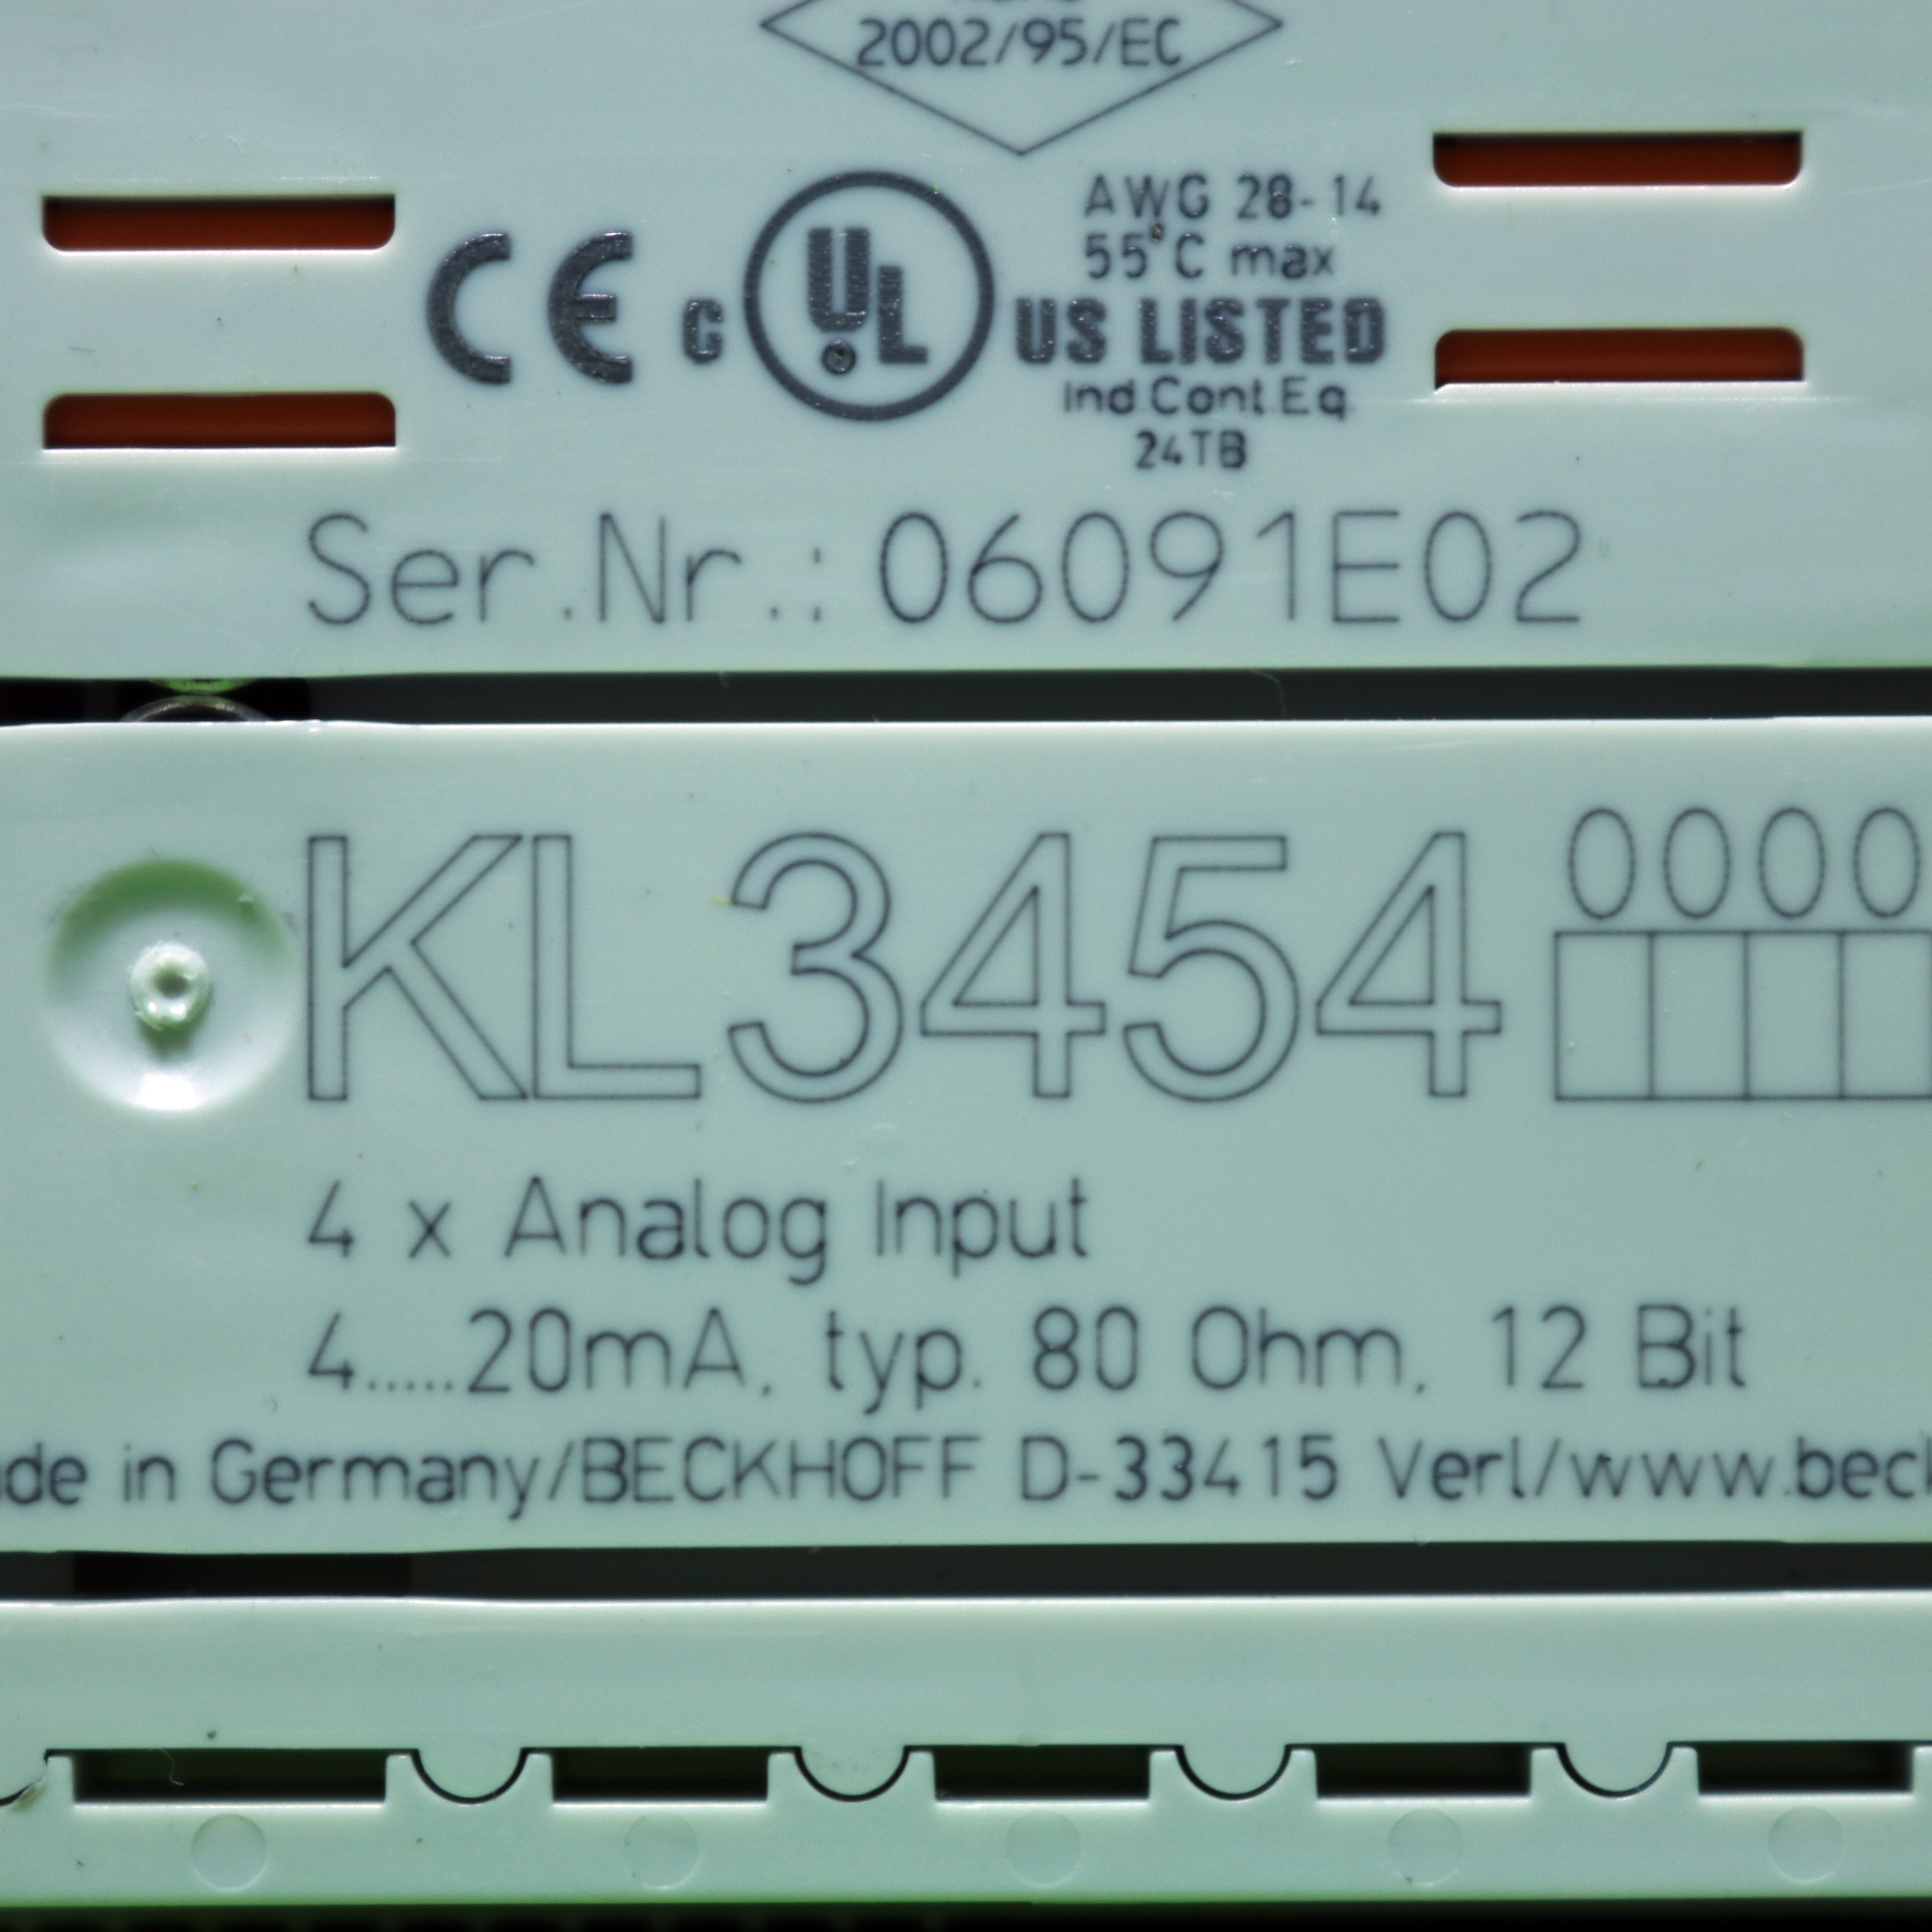 2002/95/EC
AWG 28-14
55°C max
CE c UL US LISTED
Ind.Cont.Eq.
24TB
Ser.Nr.: 06091E02
KL3454 0000
4 x Analog Input
4.....20mA, typ. 80 Ohm, 12 Bit
de in Germany/BECKHOFF D-33415 Verl/www.beck